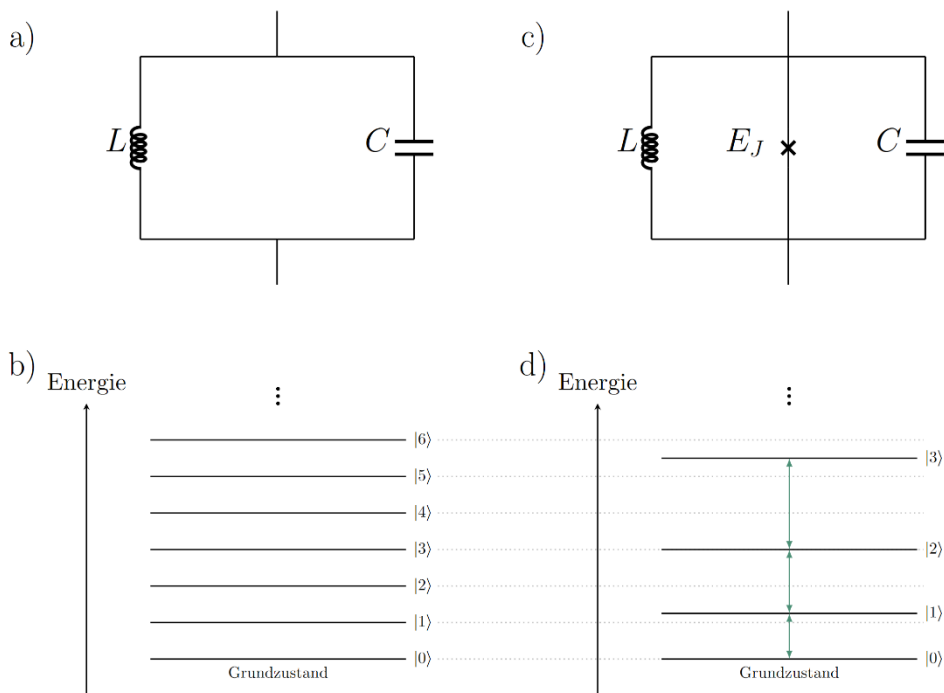 a)
L
C
c)
L
E_J
C
b)
Energie
⋮
|6⟩
|5⟩
|4⟩
|3⟩
|2⟩
|1⟩
|0⟩
Grundzustand
d)
Energie
⋮
|3⟩
|2⟩
|1⟩
|0⟩
Grundzustand